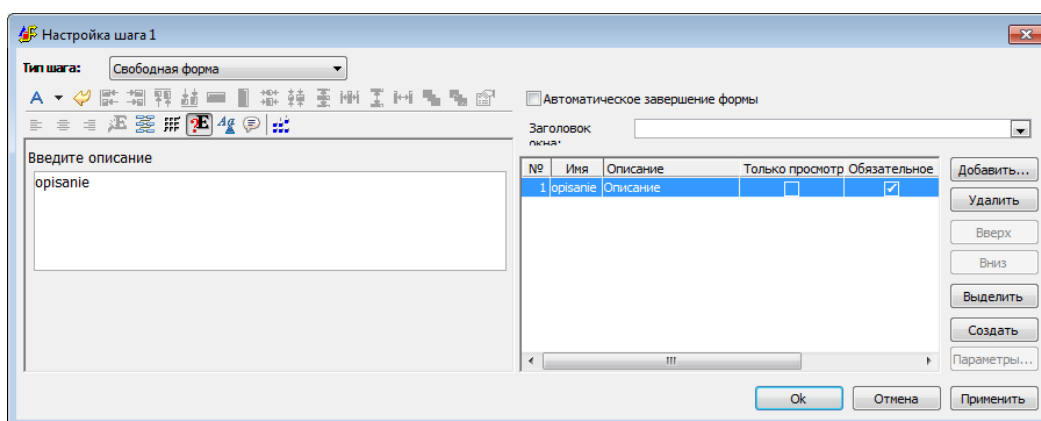 Настройка шага 1
Тип шага: Свободная форма
Автоматическое завершение формы
Заголовок
окна:
Введите описание
opisanie
№ Имя Описание Только просмотр Обязательное
1 opisanie Описание
Добавить...
Удалить
Вверх
Вниз
Выделить
Создать
Параметры...
Ok Отмена Применить